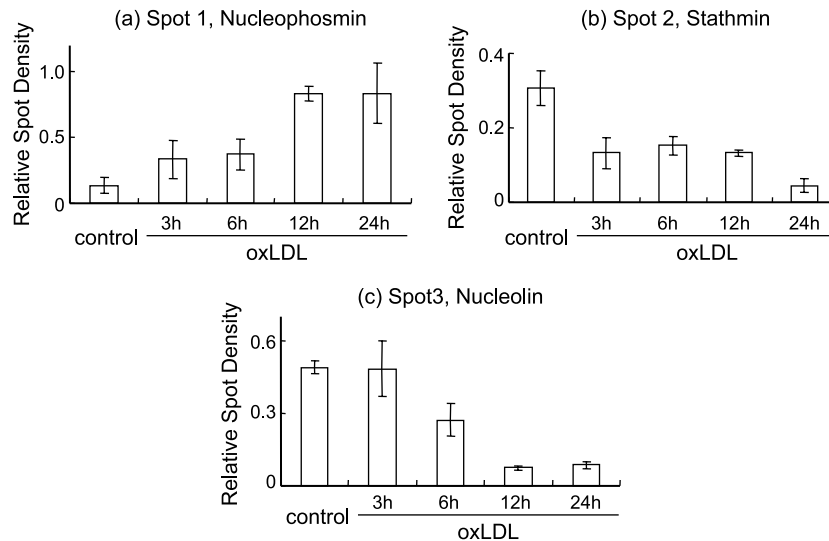 (a) Spot 1, Nucleophosmin
Relative Spot Density
1.0
0.5
0
control
3h 6h 12h 24h
oxLDL
(b) Spot 2, Stathmin
Relative Spot Density
0.4
0.2
0
control
3h 6h 12h 24h
oxLDL
(c) Spot3, Nucleolin
Relative Spot Density
0.6
0.3
0
control
3h 6h 12h 24h
oxLDL